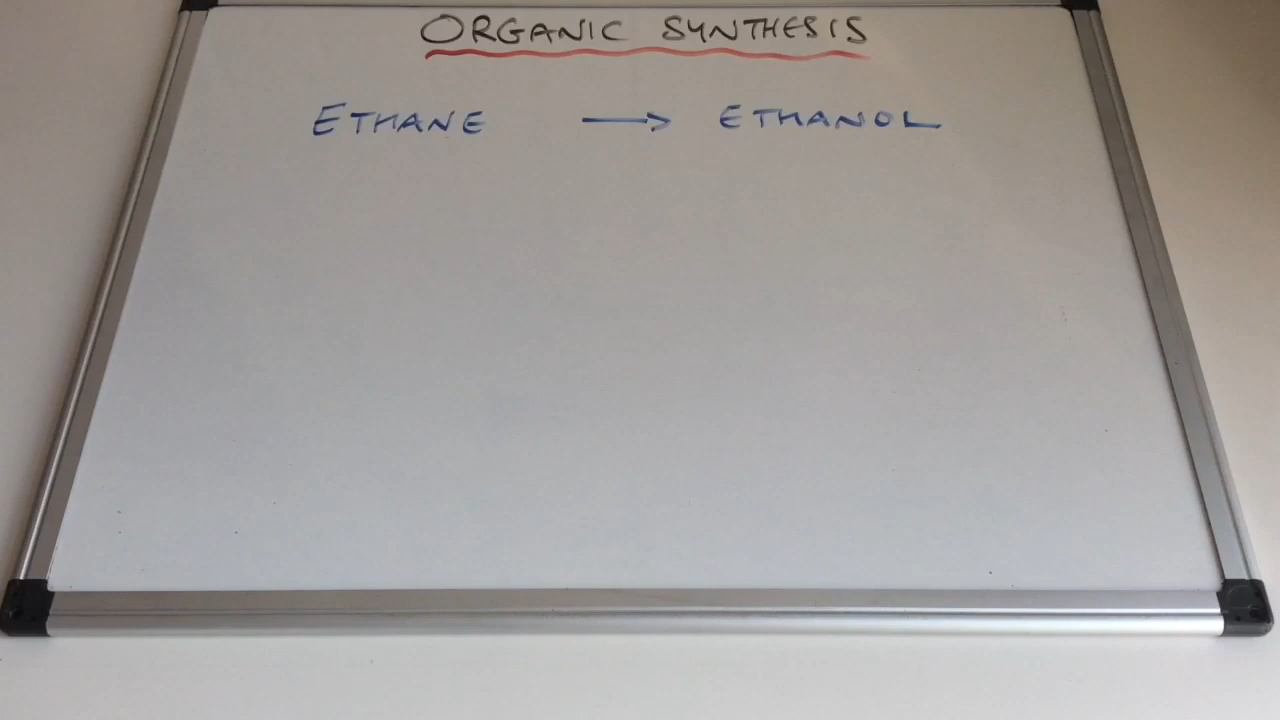 ORGANIC SYNTHESIS
ETHANE → ETHANOL